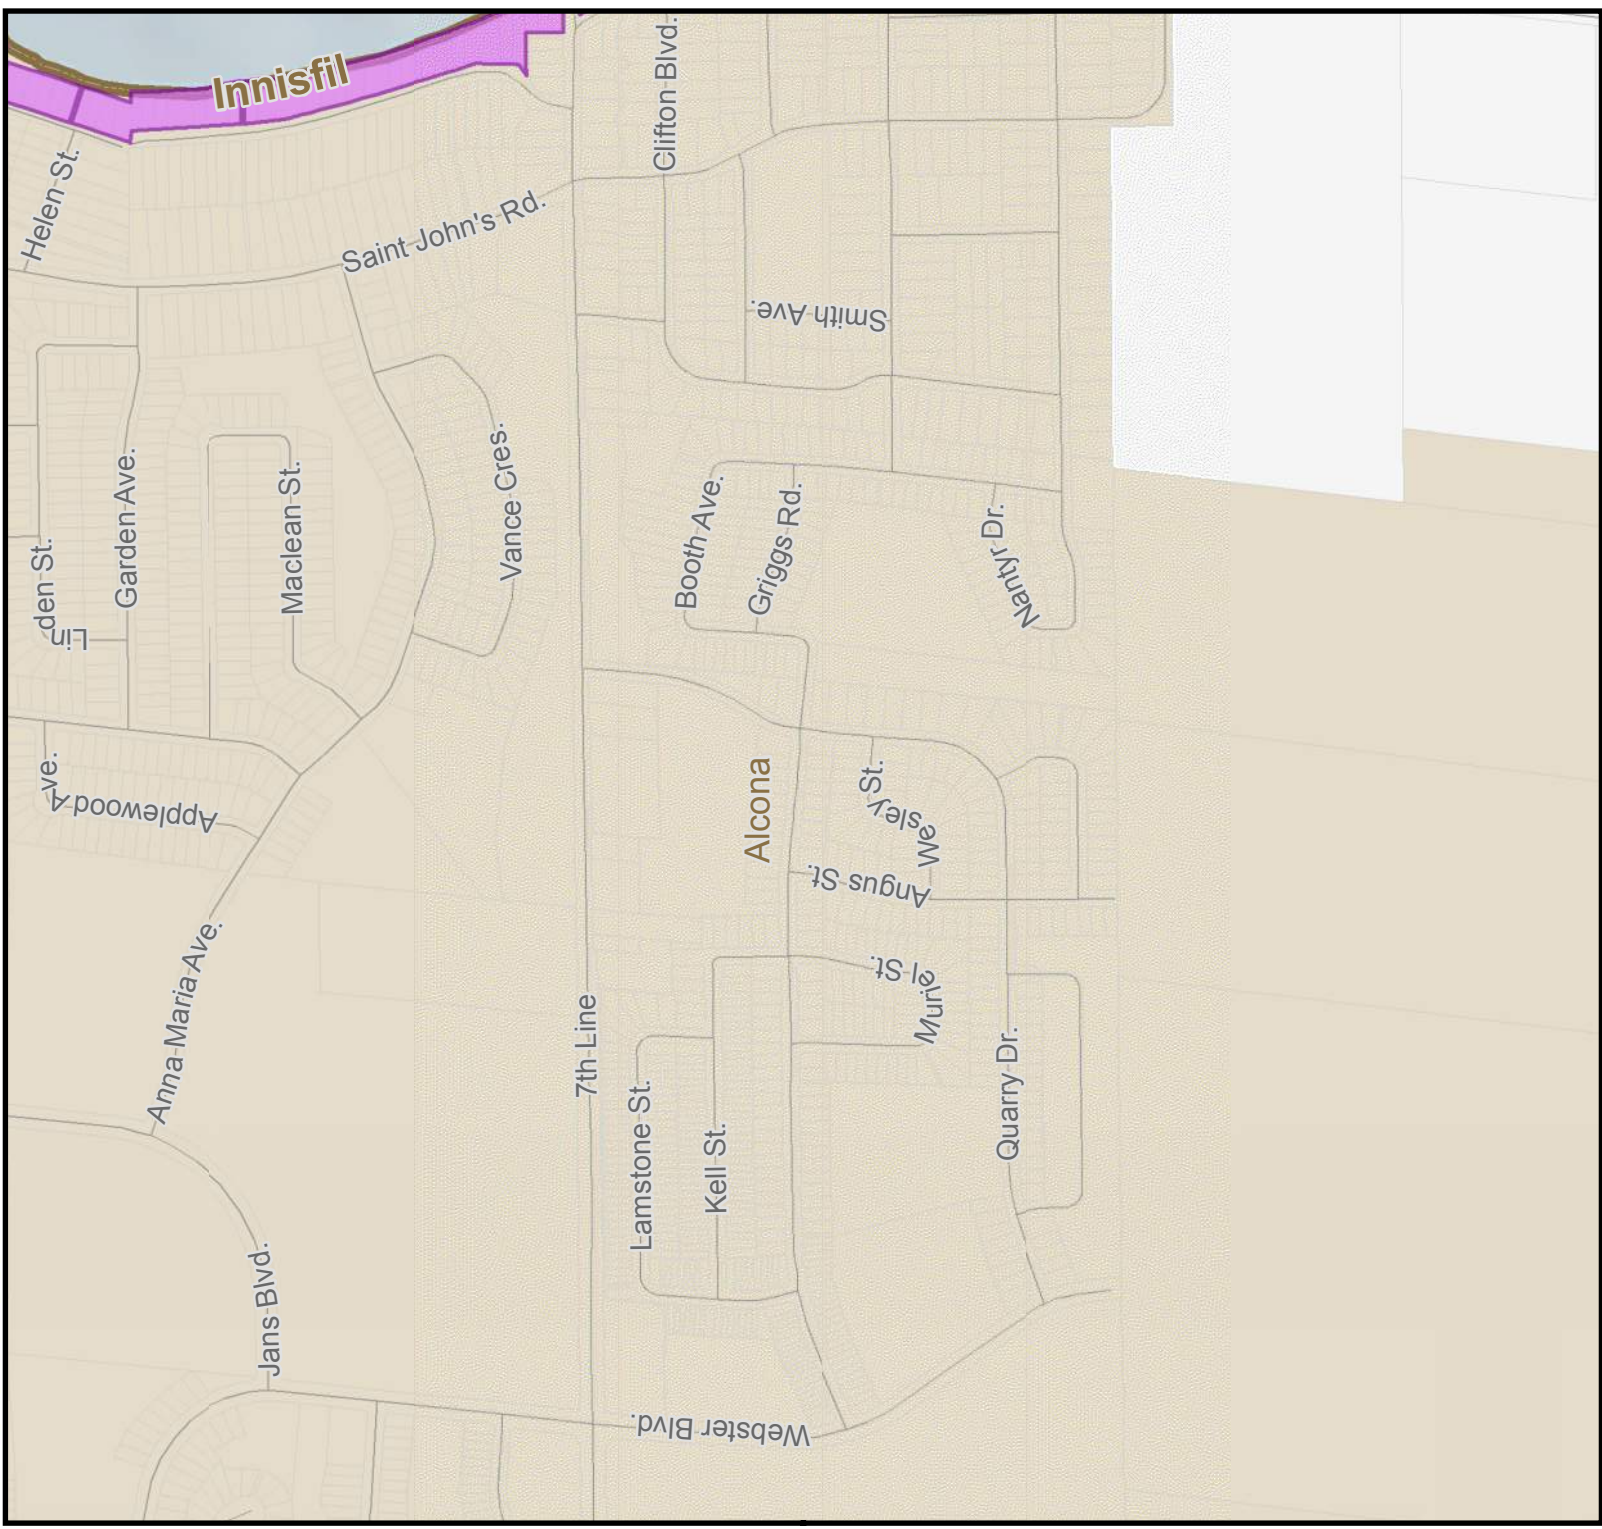 Innisfil
Clifton Blvd.
Helen St.
Saint John's Rd.
Smith Ave.
Vance Cres.
Garden Ave.
Maclean St.
Linden St.
Booth Ave.
Griggs Rd.
Nantyr Dr.
Applewood Ave.
Alcona
Wesley St.
Angus St.
Anna Maria Ave.
Muriel St.
7th Line
Quarry Dr.
Lamstone St.
Kell St.
Jans Blvd.
Webster Blvd.